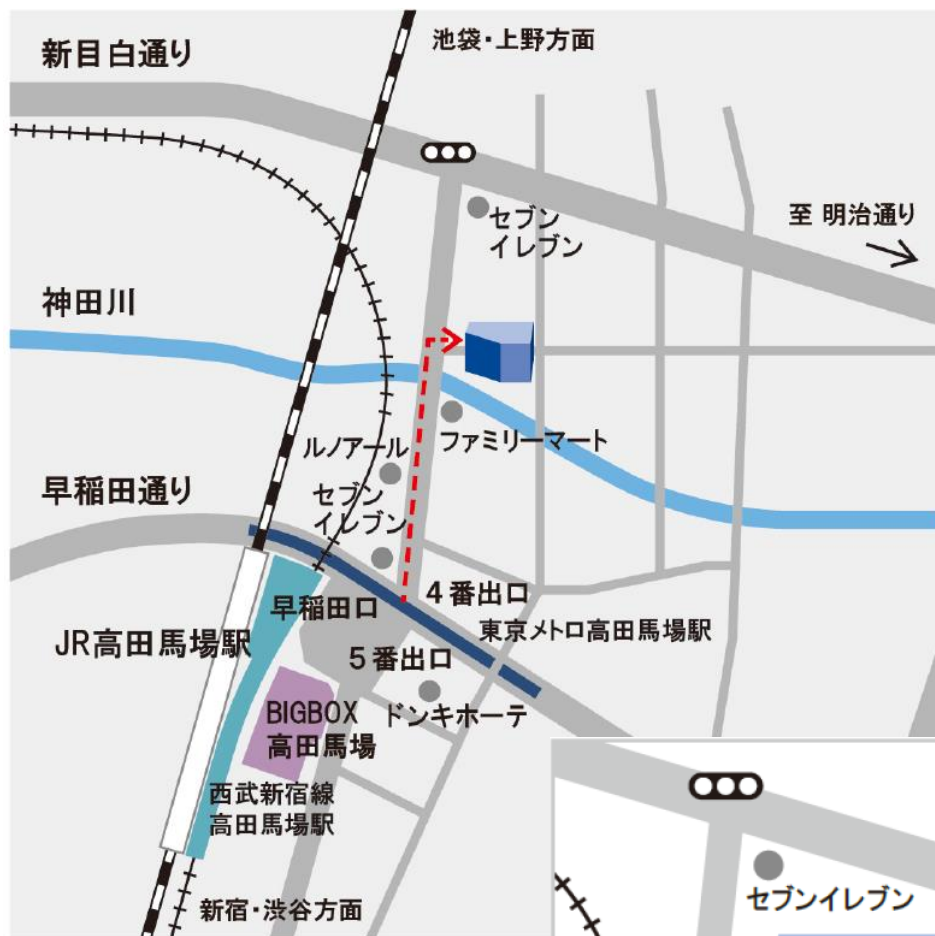 池袋・上野方面
新目白通り
セブン
イレブン
至 明治通り
神田川
ファミリーマート
ルノアール
早稲田通り
セブン
イレブン
4番出口
早稲田口
東京メトロ高田馬場駅
JR高田馬場駅
5番出口
BIGBOX
高田馬場
ドンキホーテ
西武新宿線
高田馬場駅
新宿・渋谷方面
セブンイレブン